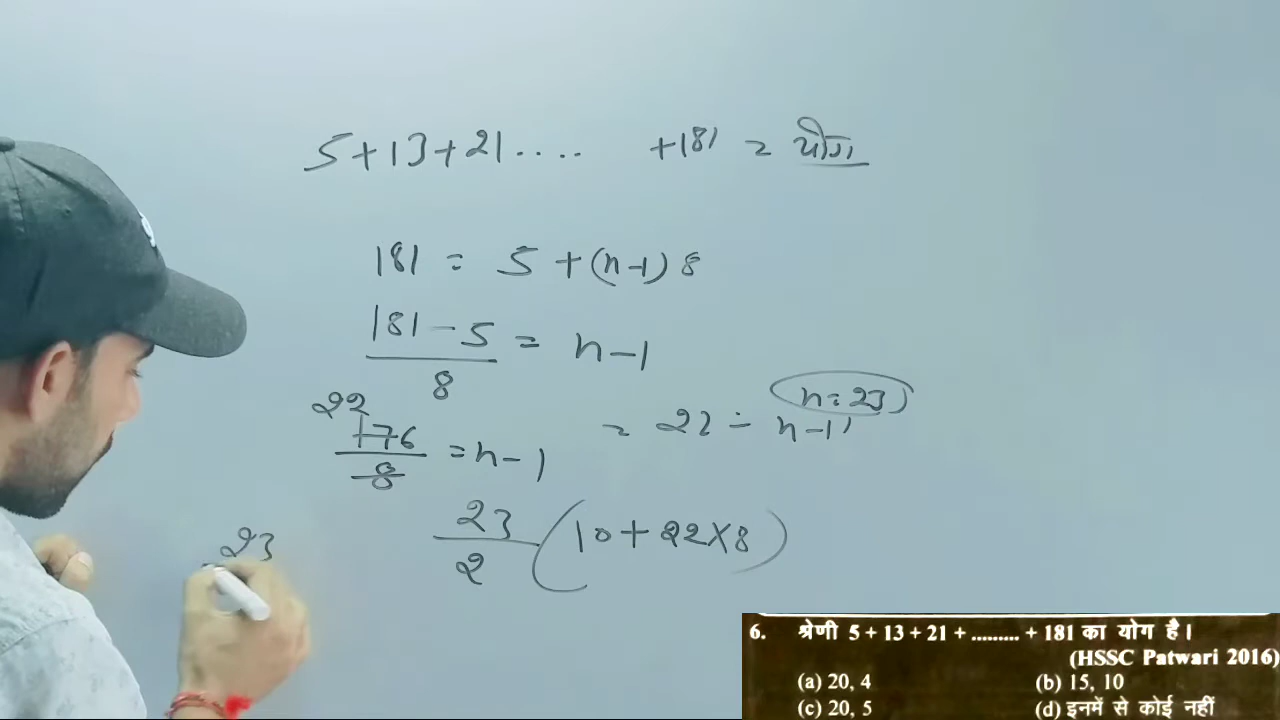 5+13+21.... +181 = योग
181 = 5 +(n-1) 8
181-5/8 = n-1
22
176/8 =n-1 = 22 = n-1
n=23
23/2 (10+22×8)
23
6. श्रेणी 5 + 13 + 21 + ......... + 181 का योग है।
(HSSC Patwari 2016)
(a) 20, 4 (b) 15, 10
(c) 20, 5 (d) इनमें से कोई नहीं